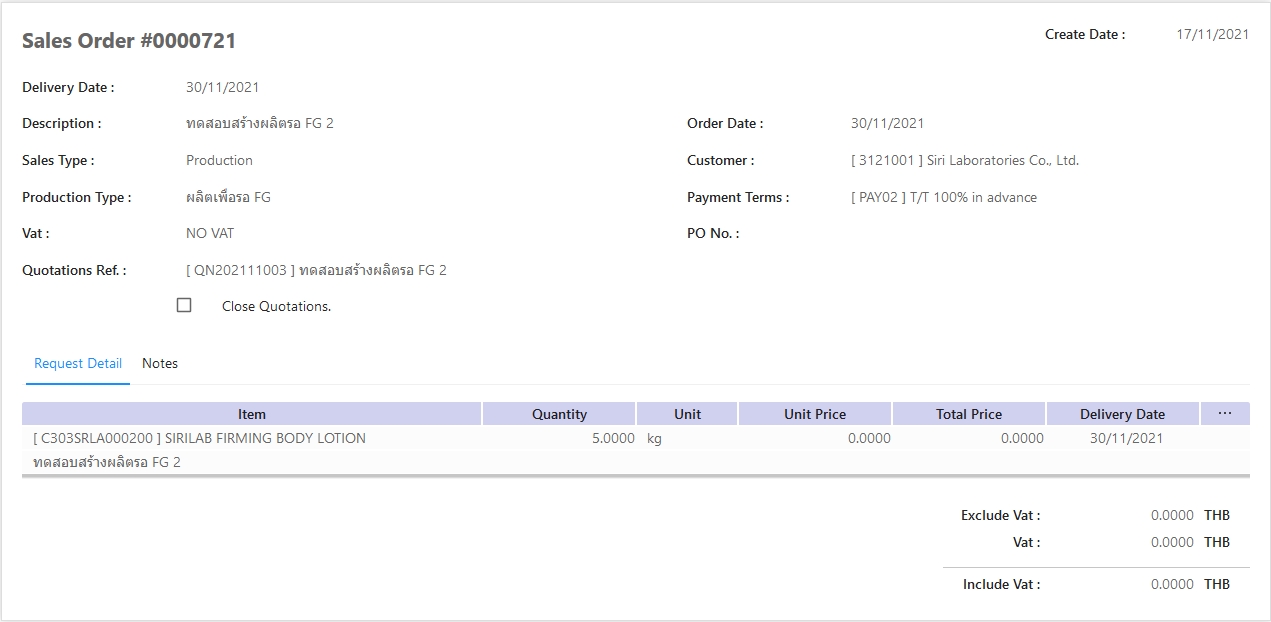 Sales Order #0000721
Create Date : 17/11/2021
Delivery Date : 30/11/2021
Description : ทดสอบสร้างผลิตรอ FG 2
Order Date : 30/11/2021
Sales Type : Production
Customer : [ 3121001 ] Siri Laboratories Co., Ltd.
Production Type : ผลิตเพื่อรอ FG
Payment Terms : [ PAY02 ] T/T 100% in advance
Vat : NO VAT
PO No. :
Quotations Ref. : [ QN202111003 ] ทดสอบสร้างผลิตรอ FG 2
Close Quotations.
Request Detail Notes
Item Quantity Unit Unit Price Total Price Delivery Date ...
[ C303SRLA000200 ] SIRILAB FIRMING BODY LOTION 5.0000 kg 0.0000 0.0000 30/11/2021
ทดสอบสร้างผลิตรอ FG 2
Exclude Vat : 0.0000 THB
Vat : 0.0000 THB
Include Vat : 0.0000 THB